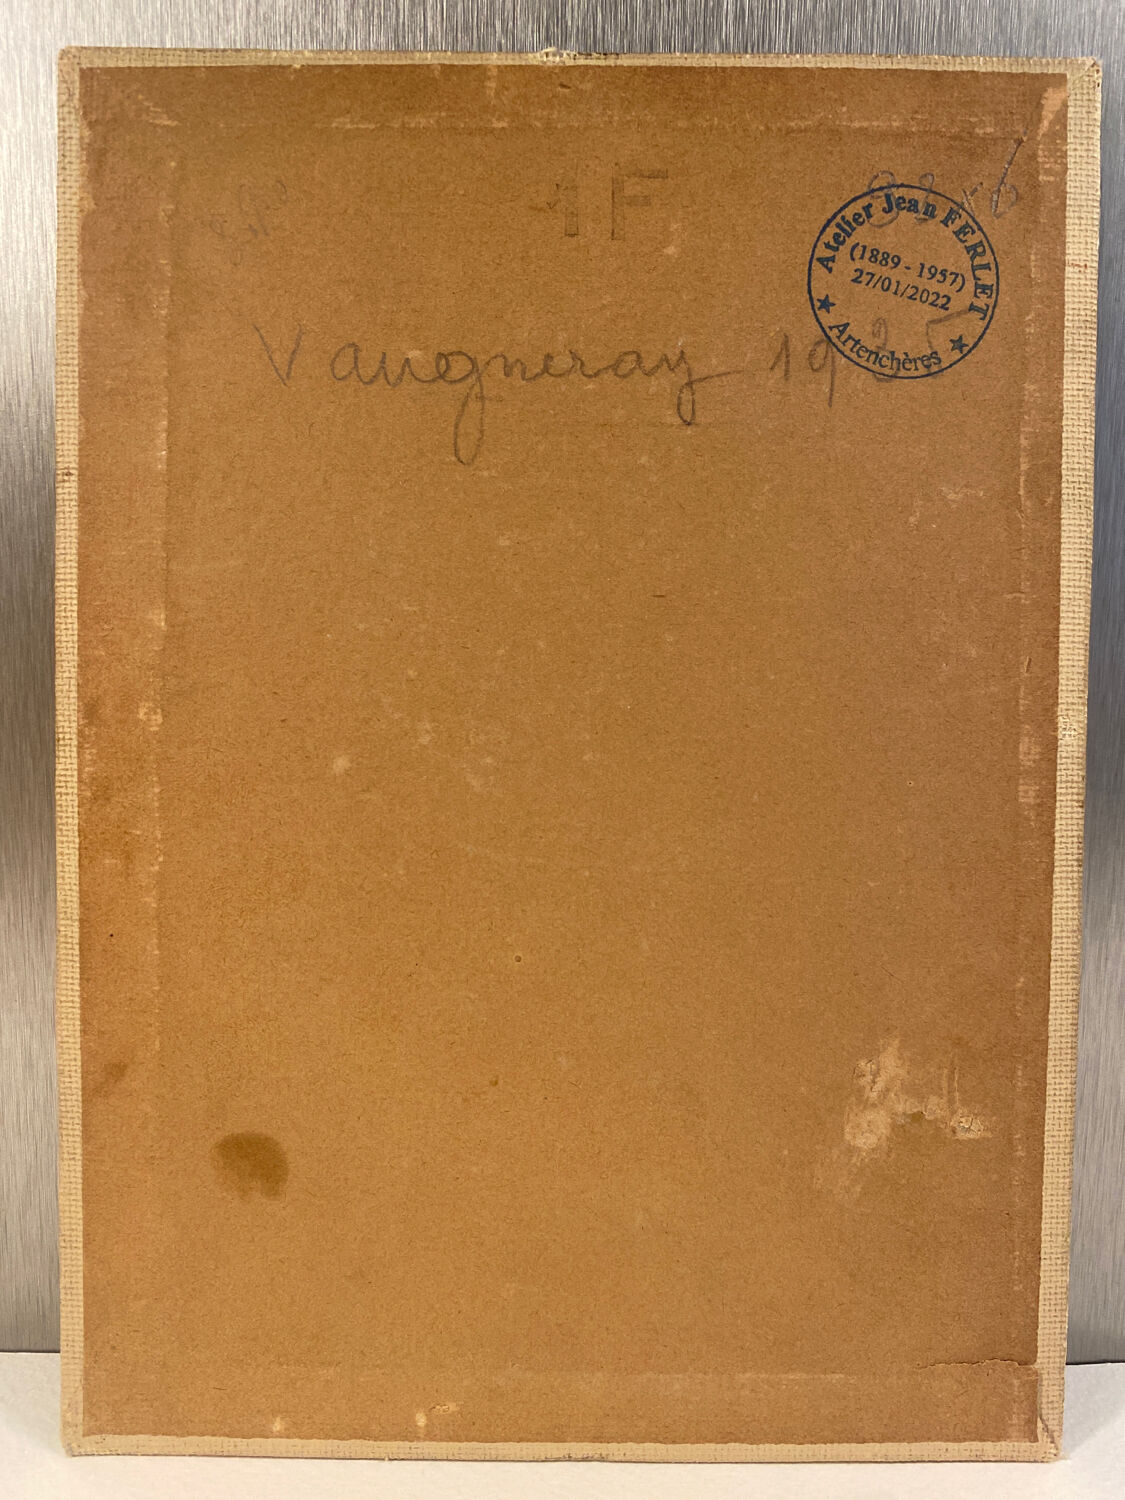 1F
Atelier Jean FERLET
(1889 - 1957)
27/01/2022
Artenchères
Vaugneray